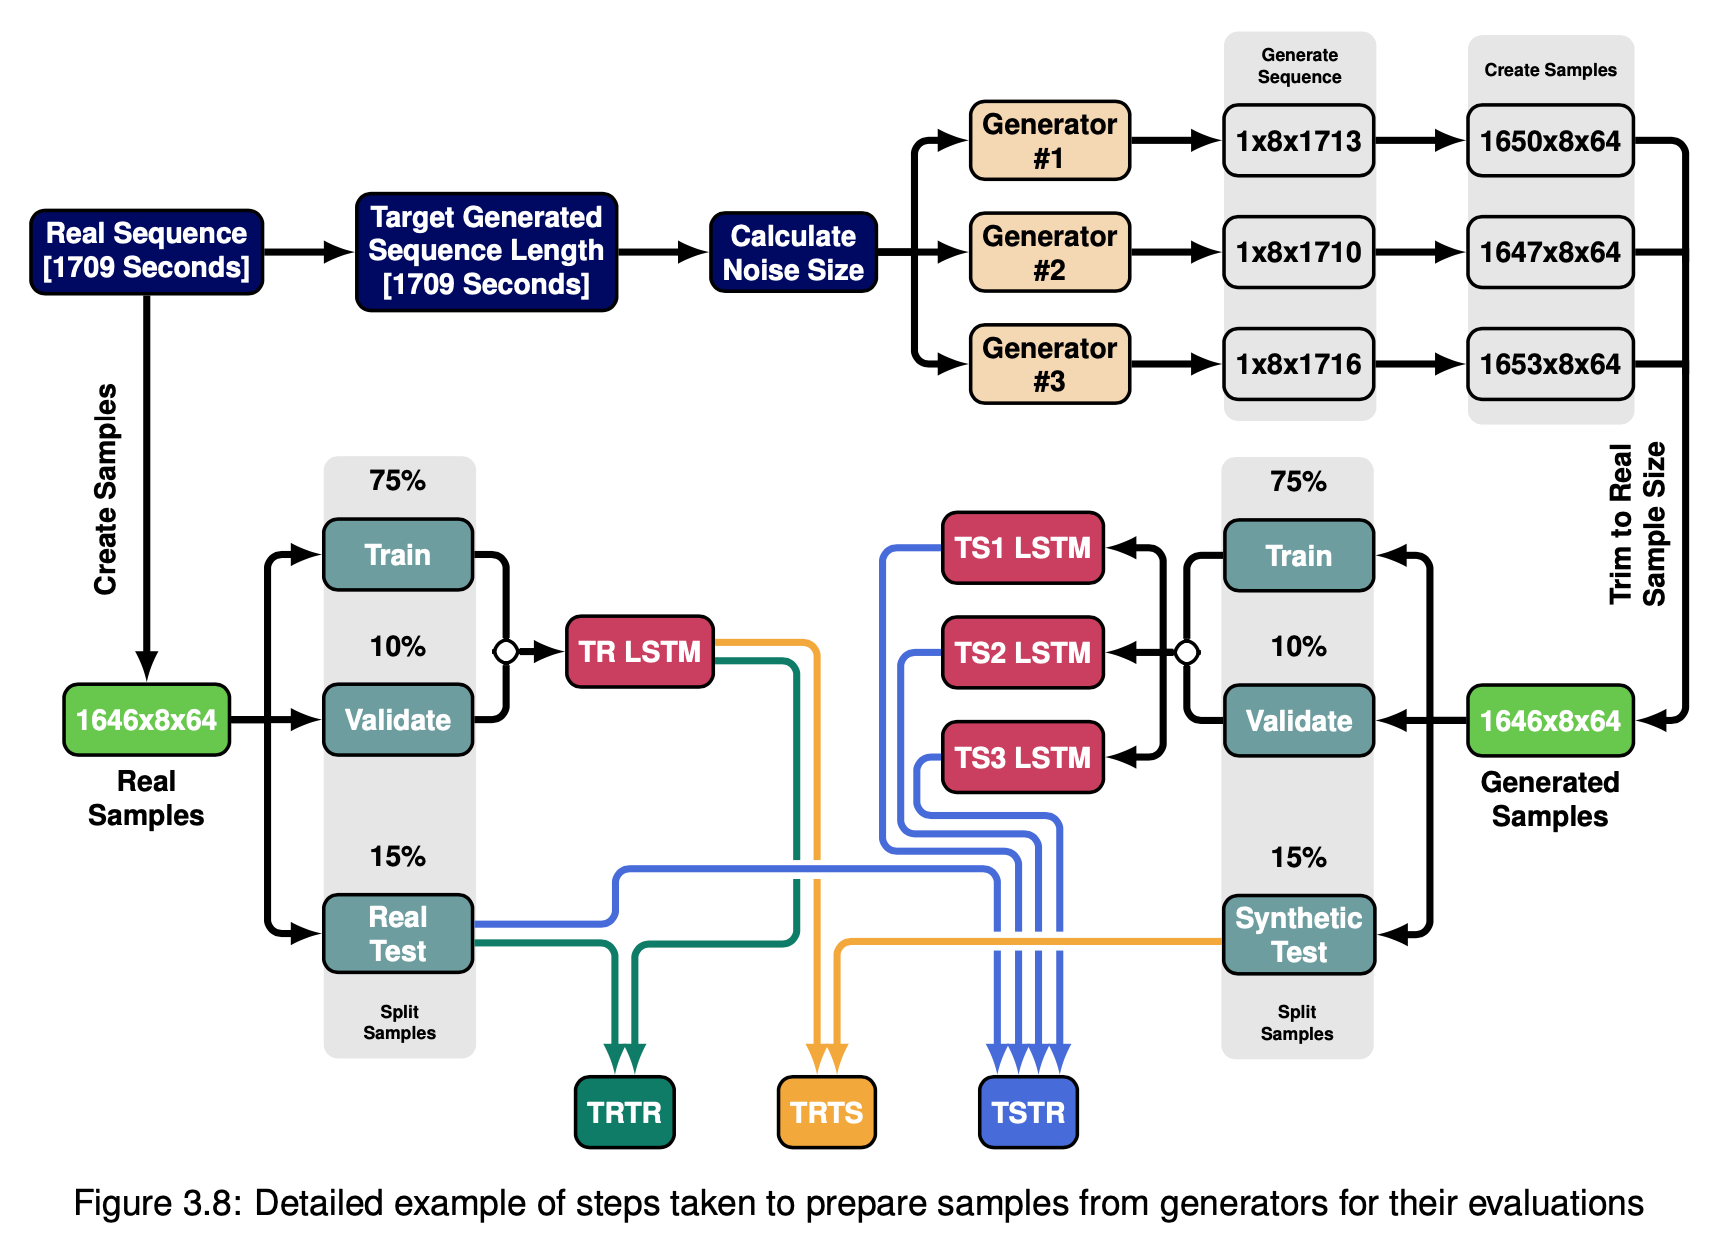 Generate
Sequence
Create Samples
Generator
#1
1x8x1713
1650x8x64
Real Sequence
[1709 Seconds]
Target Generated
Sequence Length
[1709 Seconds]
Calculate
Noise Size
Generator
#2
1x8x1710
1647x8x64
Generator
#3
1x8x1716
1653x8x64
Create Samples
Trim to Real
Sample Size
75%
Train
10%
Validate
TR LSTM
1646x8x64
Real
Samples
15%
Real
Test
Split
Samples
TS1 LSTM
TS2 LSTM
TS3 LSTM
75%
Train
10%
Validate
1646x8x64
Generated
Samples
15%
Synthetic
Test
Split
Samples
TRTR
TRTS
TSTR
Figure 3.8: Detailed example of steps taken to prepare samples from generators for their evaluations